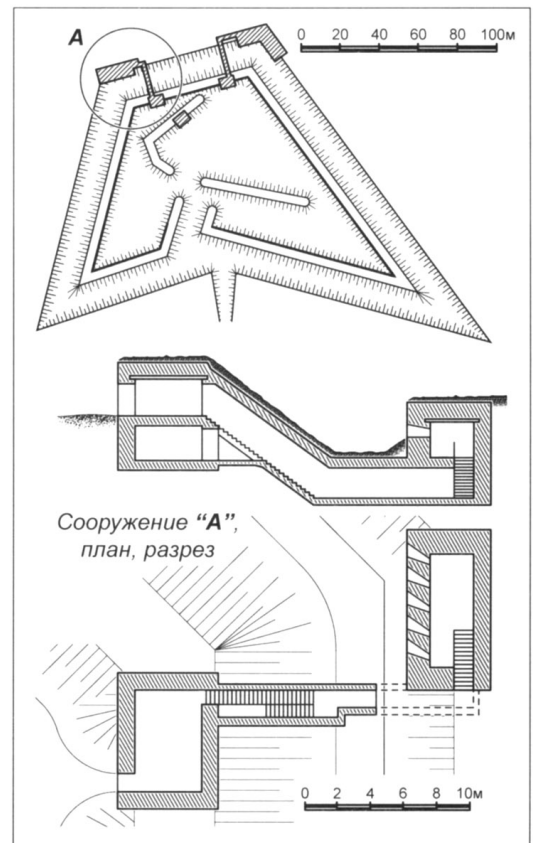 А
0 20 40 60 80 100м
Сооружение “А”,
план, разрез
0 2 4 6 8 10м